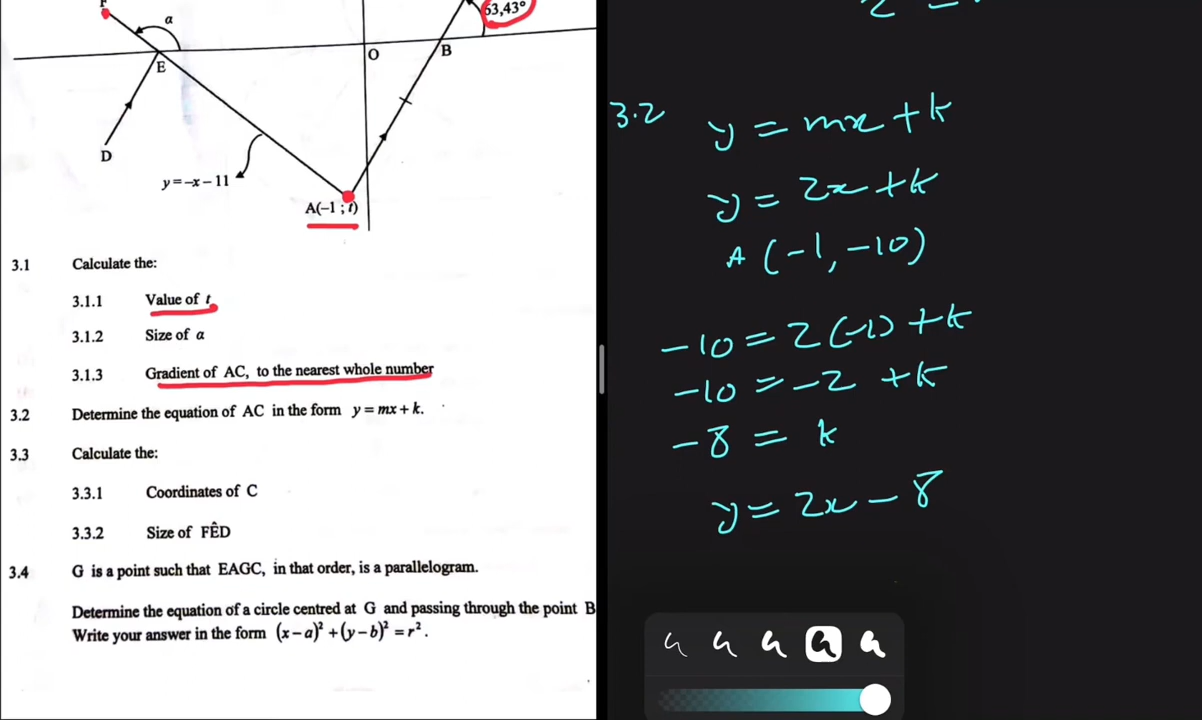 α
63,43°
E
O
B
D
y=–x–11
A(–1 ; t)
3.1 Calculate the:
3.1.1 Value of t
3.1.2 Size of α
3.1.3 Gradient of AC, to the nearest whole number
3.2 Determine the equation of AC in the form y = mx + k.
3.3 Calculate the:
3.3.1 Coordinates of C
3.3.2 Size of FÊD
3.4 G is a point such that EAGC, in that order, is a parallelogram.
Determine the equation of a circle centred at G and passing through the point B
Write your answer in the form (x–a)² +(y–b)² = r².
3.2 y = mx + k
y = 2x + k
A (-1, -10)
-10 = 2(-1) + k
-10 = -2 + k
-8 = k
y = 2x - 8